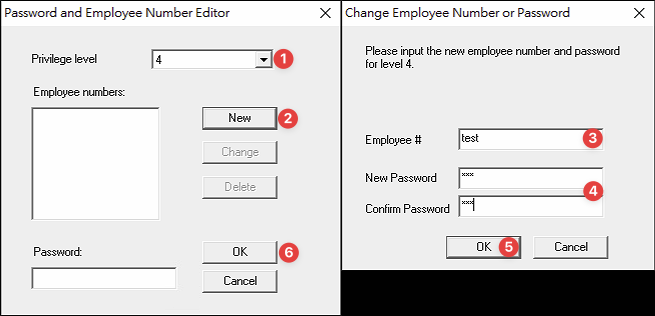 Password and Employee Number Editor
Privilege level
4
1
Employee numbers:
New
2
Change
Delete
Password:
OK
6
Cancel
Change Employee Number or Password
Please input the new employee number and password
for level 4.
Employee #
test
3
New Password
***
4
Confirm Password
***
OK
5
Cancel